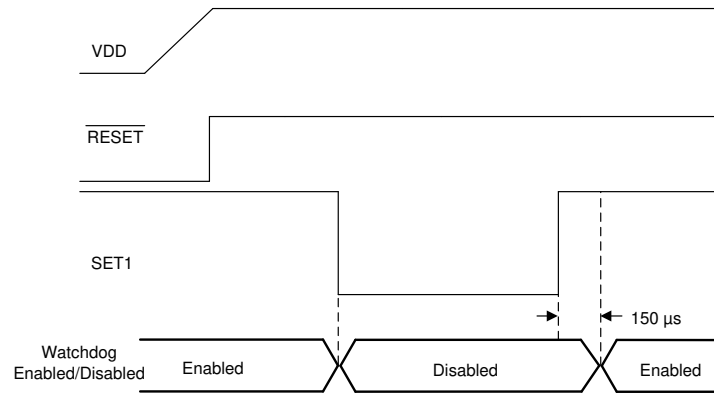 VDD
RESET
SET1
150 µs
Watchdog
Enabled/Disabled
Enabled
Disabled
Enabled